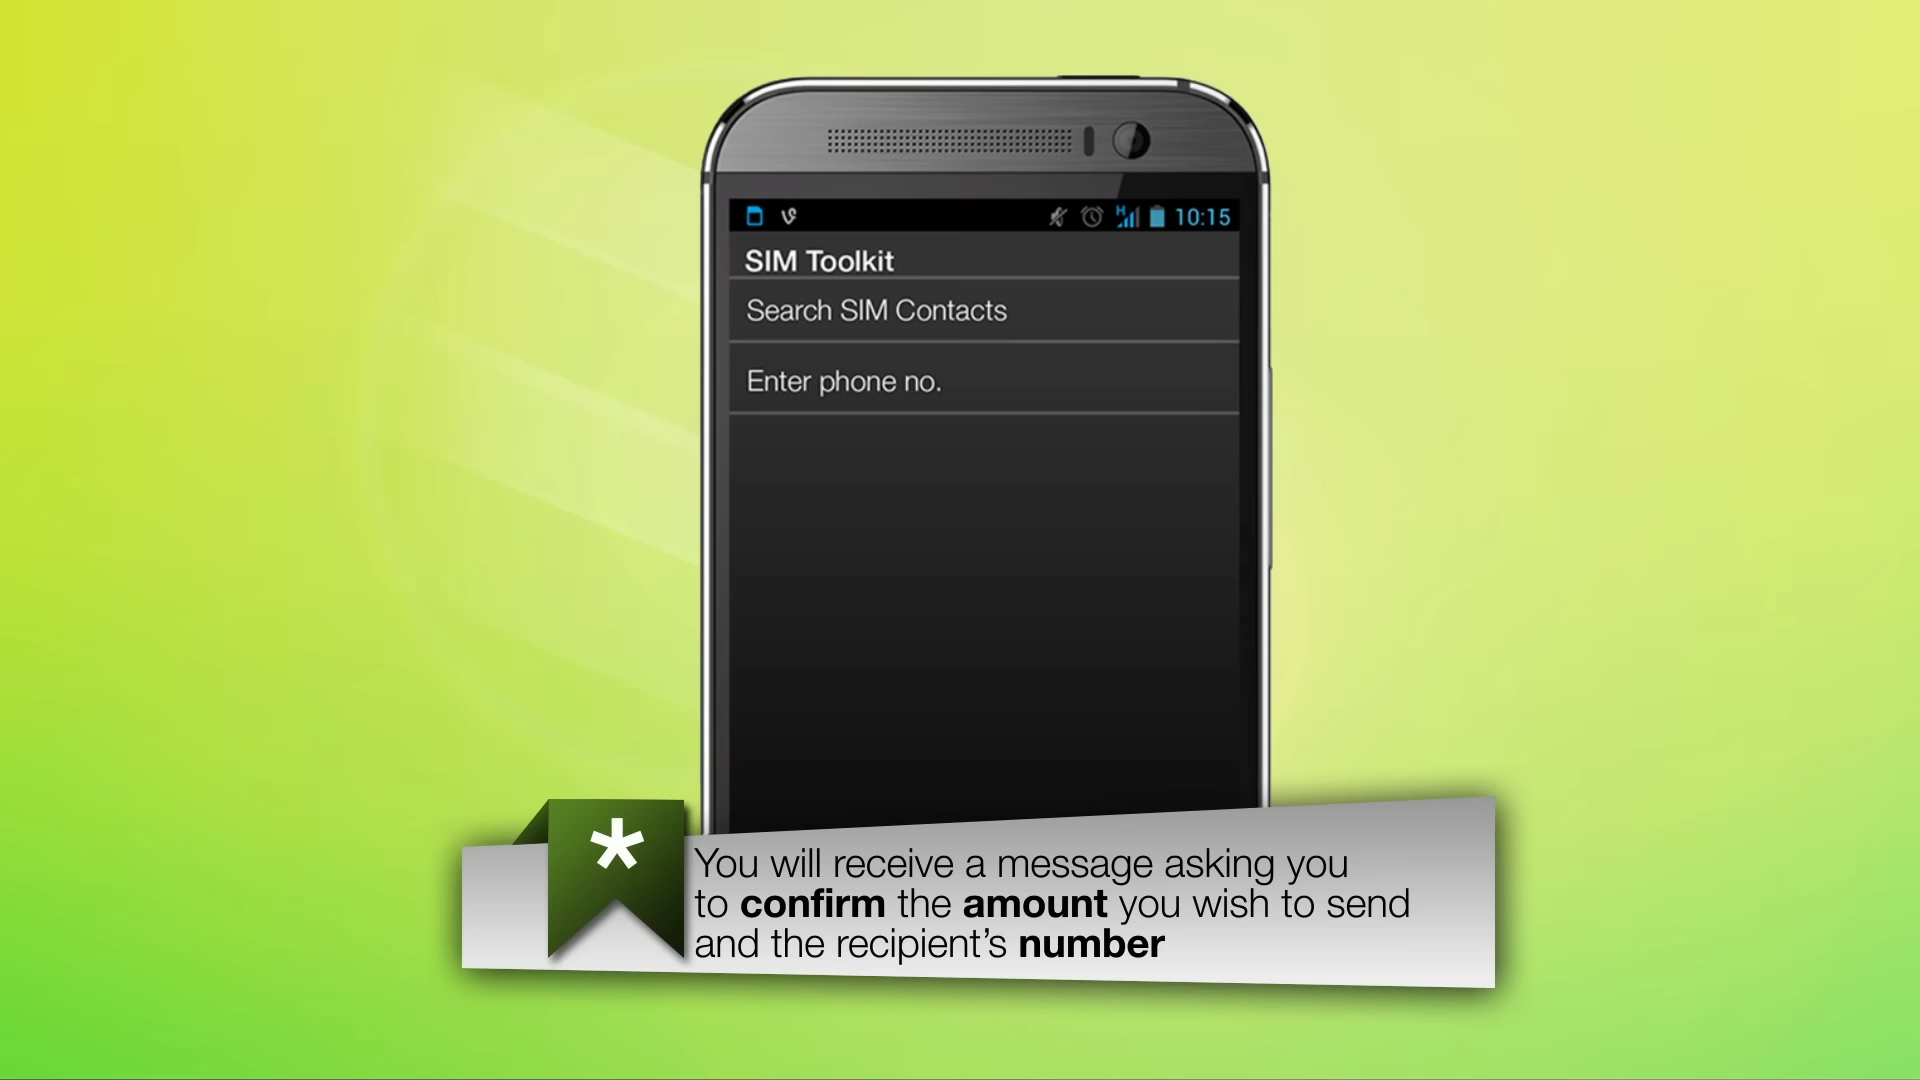 10:15
SIM Toolkit
Search SIM Contacts
Enter phone no.
*
You will receive a message asking you
to confirm the amount you wish to send
and the recipient’s number